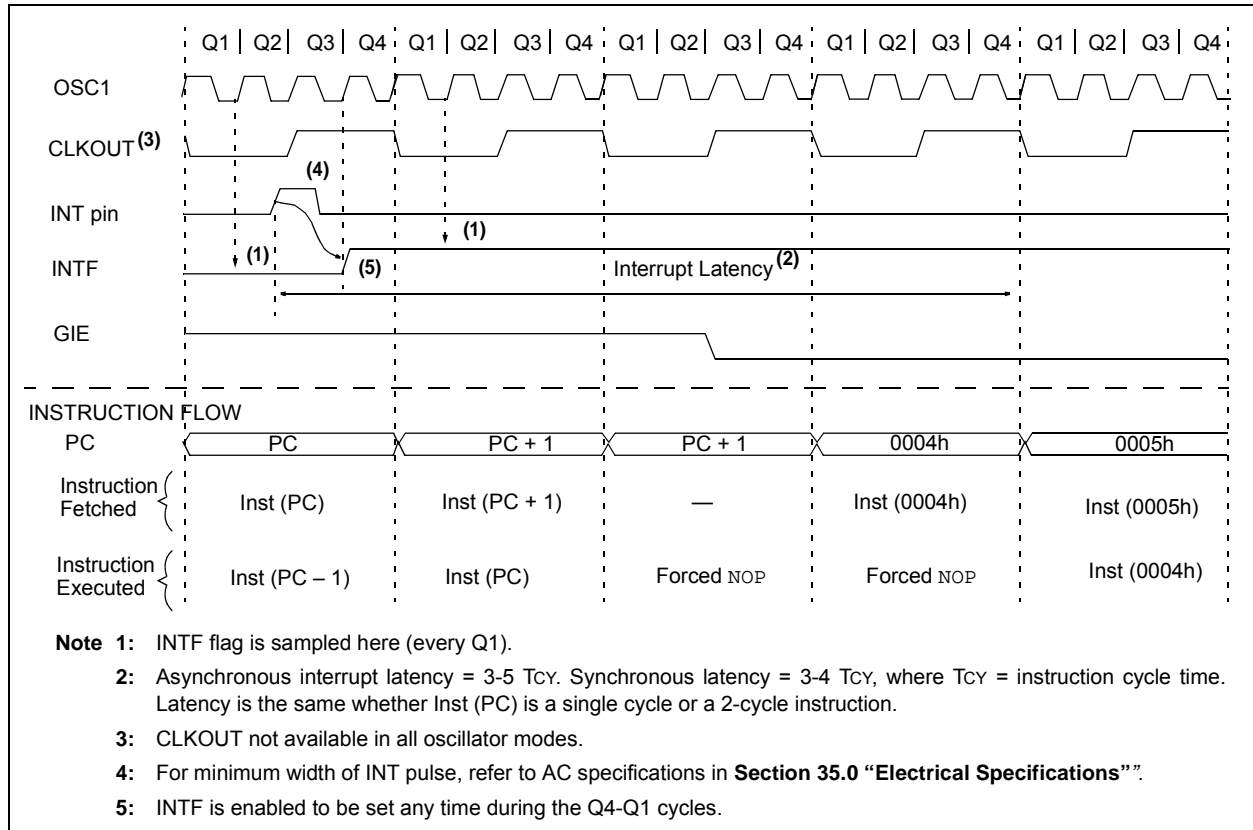 Q1 Q2 Q3 Q4 Q1 Q2 Q3 Q4 Q1 Q2 Q3 Q4 Q1 Q2 Q3 Q4 Q1 Q2 Q3 Q4
OSC1
CLKOUT (3)
(4)
INT pin
(1) (1)
INTF
(5)
Interrupt Latency (2)
GIE
INSTRUCTION FLOW
PC PC PC + 1 PC + 1 0004h 0005h
Instruction
Fetched
Inst (PC) Inst (PC + 1) — Inst (0004h) Inst (0005h)
Instruction
Executed
Inst (PC – 1) Inst (PC) Forced NOP Forced NOP Inst (0004h)
Note 1: INTF flag is sampled here (every Q1).
2: Asynchronous interrupt latency = 3-5 TCY. Synchronous latency = 3-4 TCY, where TCY = instruction cycle time.
Latency is the same whether Inst (PC) is a single cycle or a 2-cycle instruction.
3: CLKOUT not available in all oscillator modes.
4: For minimum width of INT pulse, refer to AC specifications in Section 35.0 “Electrical Specifications””.
5: INTF is enabled to be set any time during the Q4-Q1 cycles.